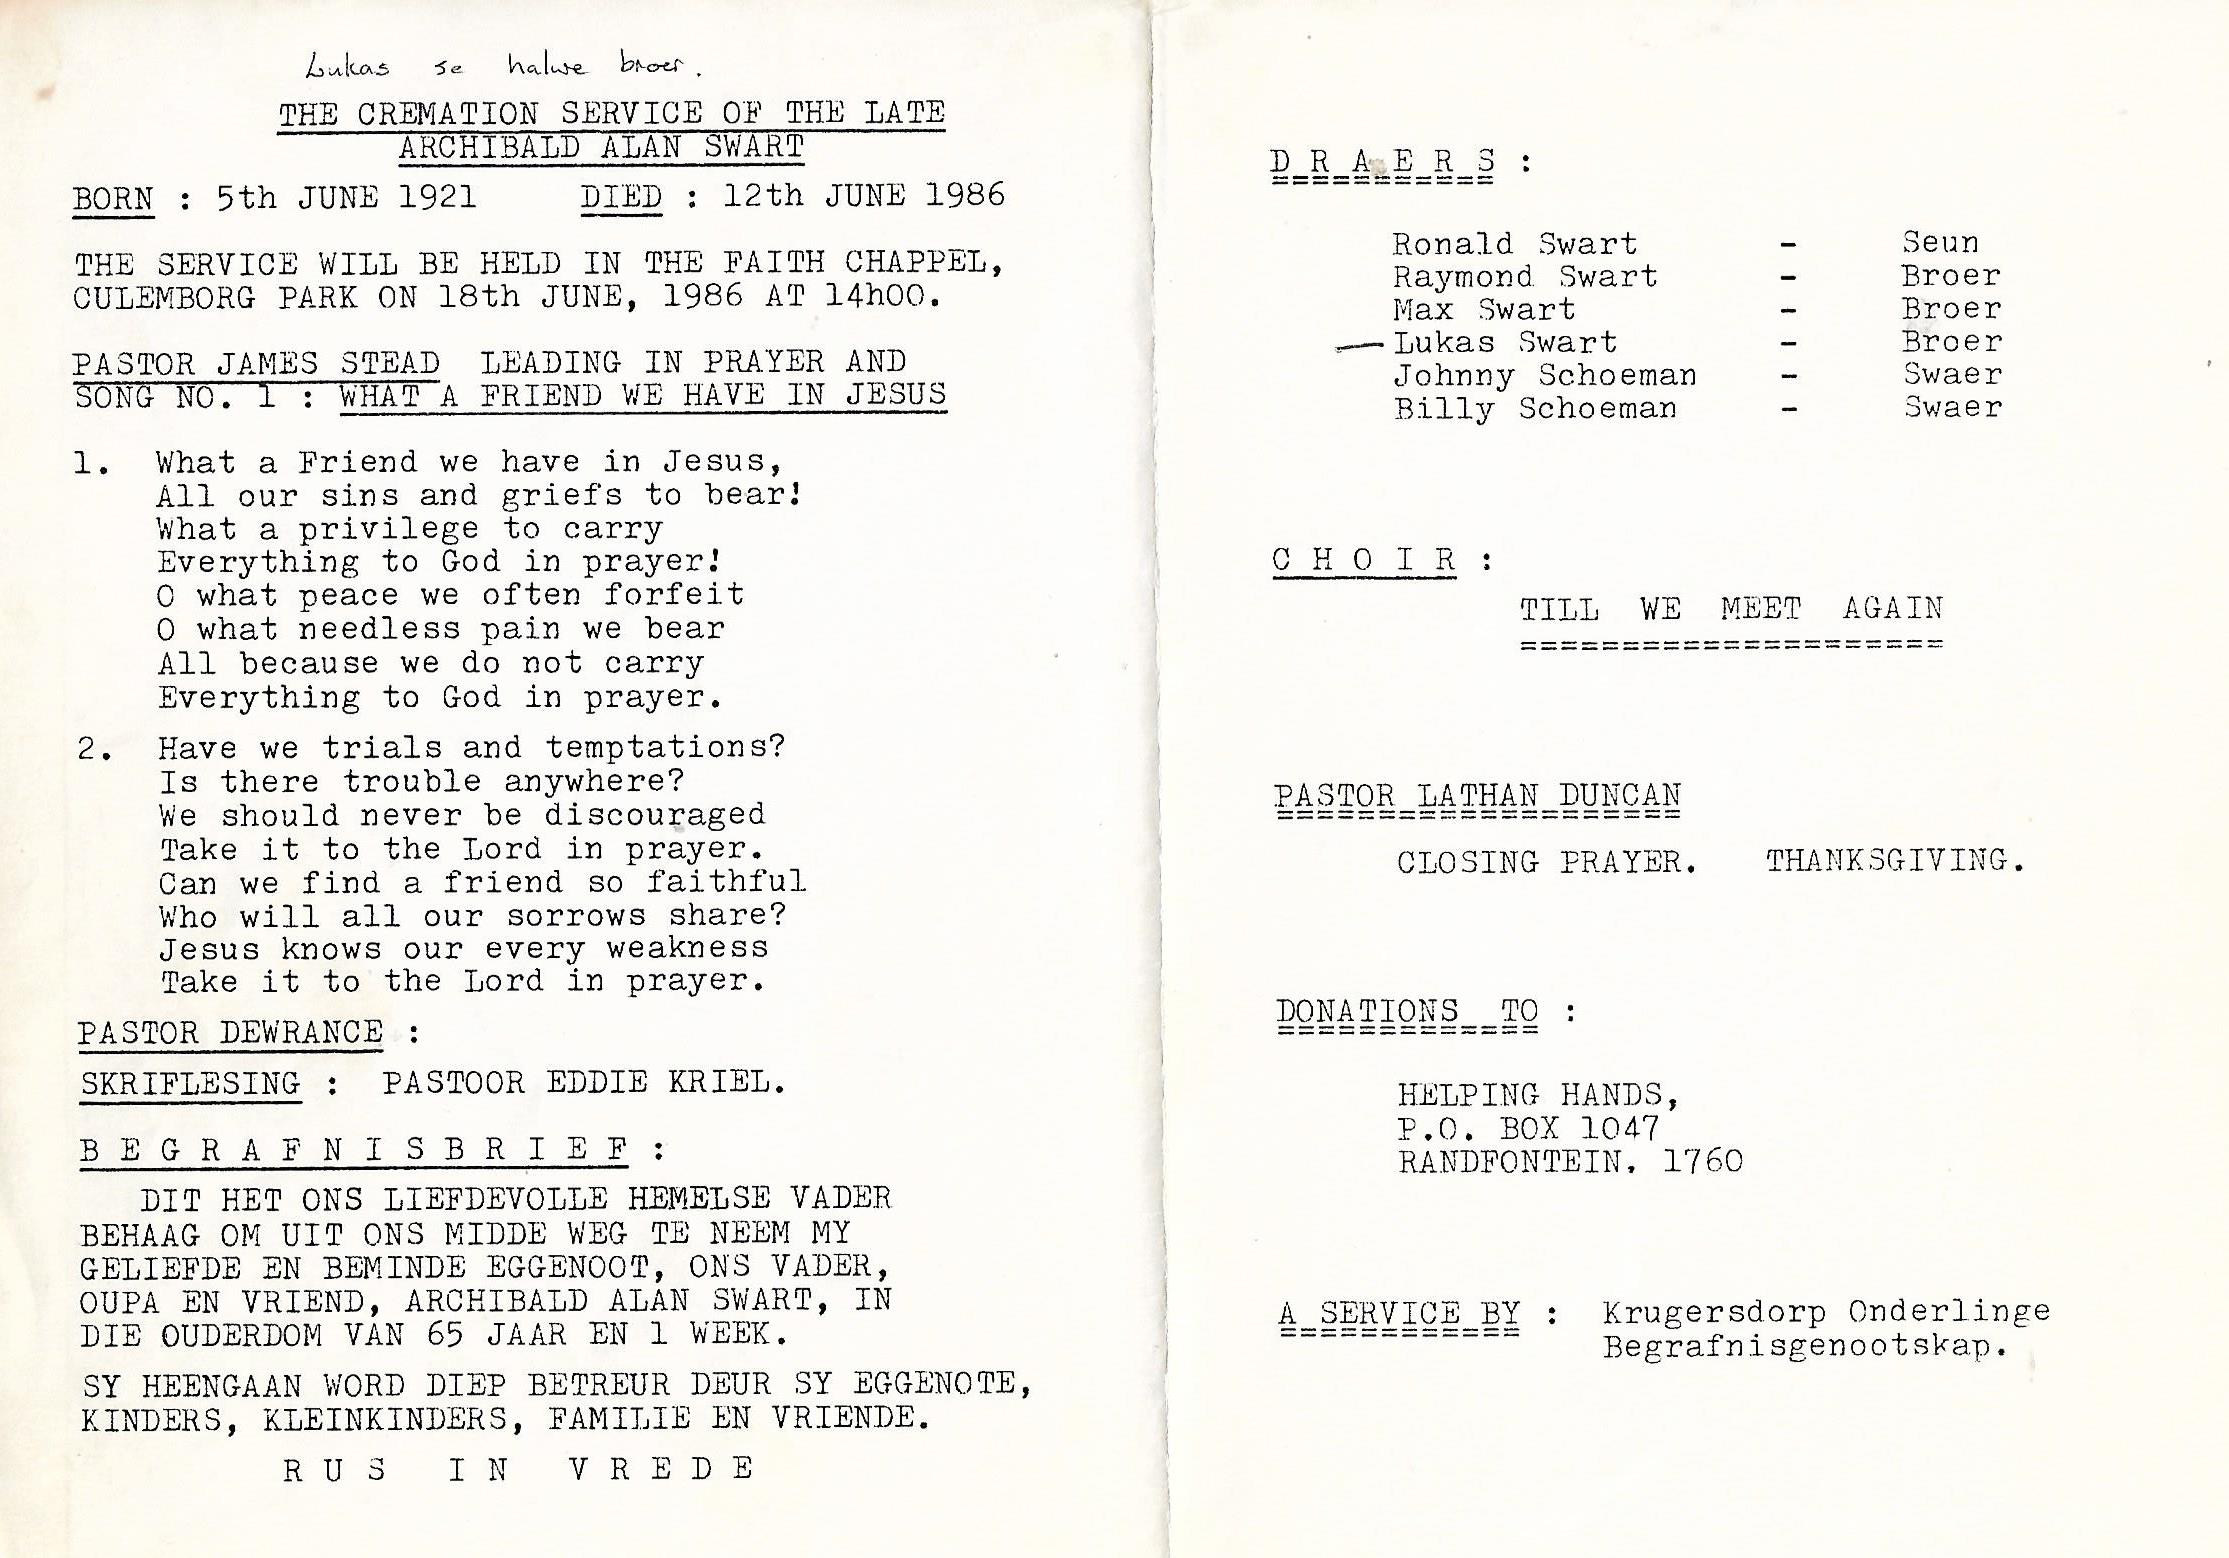 Lukas se halwe broer.
THE CREMATION SERVICE OF THE LATE
ARCHIBALD ALAN SWART
BORN : 5th JUNE 1921 DIED : 12th JUNE 1986
THE SERVICE WILL BE HELD IN THE FAITH CHAPPEL,
CULEMBORG PARK ON 18th JUNE, 1986 AT 14h00.
PASTOR JAMES STEAD LEADING IN PRAYER AND
SONG NO. 1 : WHAT A FRIEND WE HAVE IN JESUS
1. What a Friend we have in Jesus,
All our sins and griefs to bear!
What a privilege to carry
Everything to God in prayer!
O what peace we often forfeit
O what needless pain we bear
All because we do not carry
Everything to God in prayer.
2. Have we trials and temptations?
Is there trouble anywhere?
We should never be discouraged
Take it to the Lord in prayer.
Can we find a friend so faithful
Who will all our sorrows share?
Jesus knows our every weakness
Take it to the Lord in prayer.
PASTOR DEWRANCE :
SKRIFLESING : PASTOOR EDDIE KRIEL.
B E G R A F N I S B R I E F :
DIT HET ONS LIEFDEVOLLE HEMELSE VADER
BEHAAG OM UIT ONS MIDDE WEG TE NEEM MY
GELIEFDE EN BEMINDE EGGENOOT, ONS VADER,
OUPA EN VRIEND, ARCHIBALD ALAN SWART, IN
DIE OUDERDOM VAN 65 JAAR EN 1 WEEK.
SY HEENGAAN WORD DIEP BETREUR DEUR SY EGGENOTE,
KINDERS, KLEINKINDERS, FAMILIE EN VRIENDE.
R U S I N V R E D E
D R A E R S :
Ronald Swart - Seun
Raymond Swart - Broer
Max Swart - Broer
Lukas Swart - Broer
Johnny Schoeman - Swaer
Billy Schoeman - Swaer
C H O I R :
TILL WE MEET AGAIN
PASTOR LATHAN DUNCAN
CLOSING PRAYER. THANKSGIVING.
DONATIONS TO :
HELPING HANDS,
P.O. BOX 1047
RANDFONTEIN. 1760
A SERVICE BY : Krugersdorp Onderlinge
Begrafnisgenootskap.